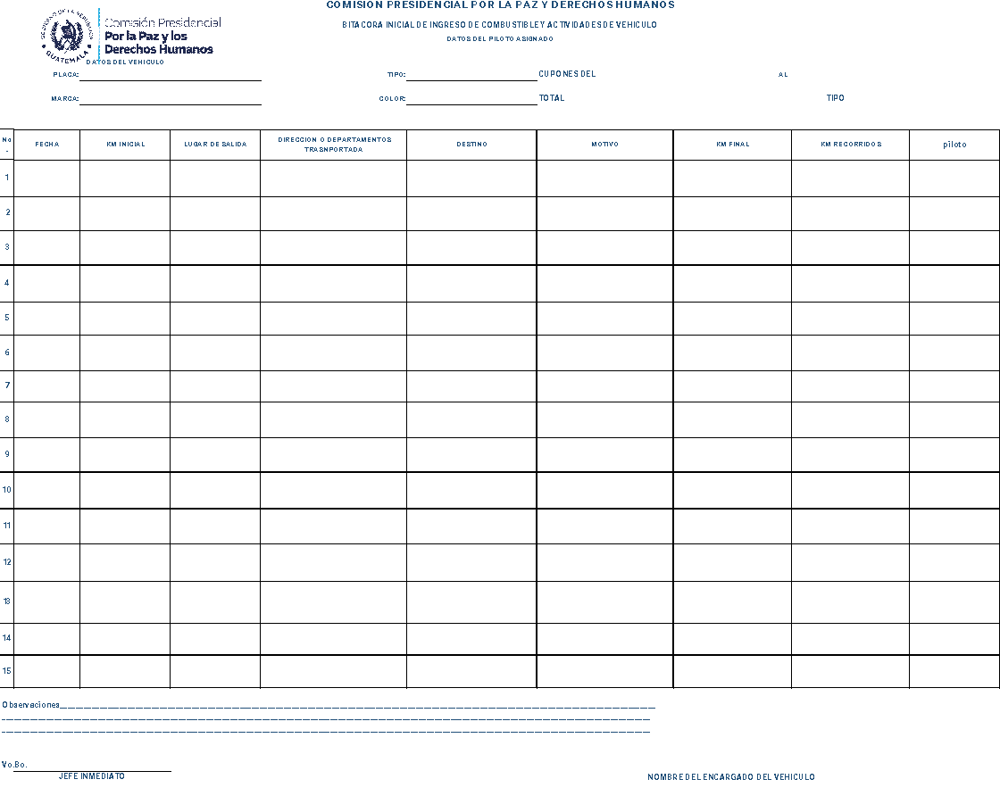 COMISION PRESIDENCIAL POR LA PAZ Y DERECHOS HUMANOS
BITACORA INICIAL DE INGRESO DE COMBUSTIBLE Y ACTIVIDADES DE VEHICULO
DATOS DEL PILOTO ASIGNADO
GOBIERNO DE LA REPÚBLICA
GUATEMALA
Comisión Presidencial
Por la Paz y los
Derechos Humanos
DATOS DEL VEHICULO
PLACA: TIPO: CUPONES DEL AL
MARCA: COLOR: TOTAL TIPO
No. FECHA KM INICIAL LUGAR DE SALIDA DIRECCION O DEPARTAMENTOS TRASNPORTADA DESTINO MOTIVO KM FINAL KM RECORRIDOS piloto
1
2
3
4
5
6
7
8
9
10
11
12
13
14
15
Observaciones
Vo.Bo.
JEFE INMEDIATO
NOMBRE DEL ENCARGADO DEL VEHICULO